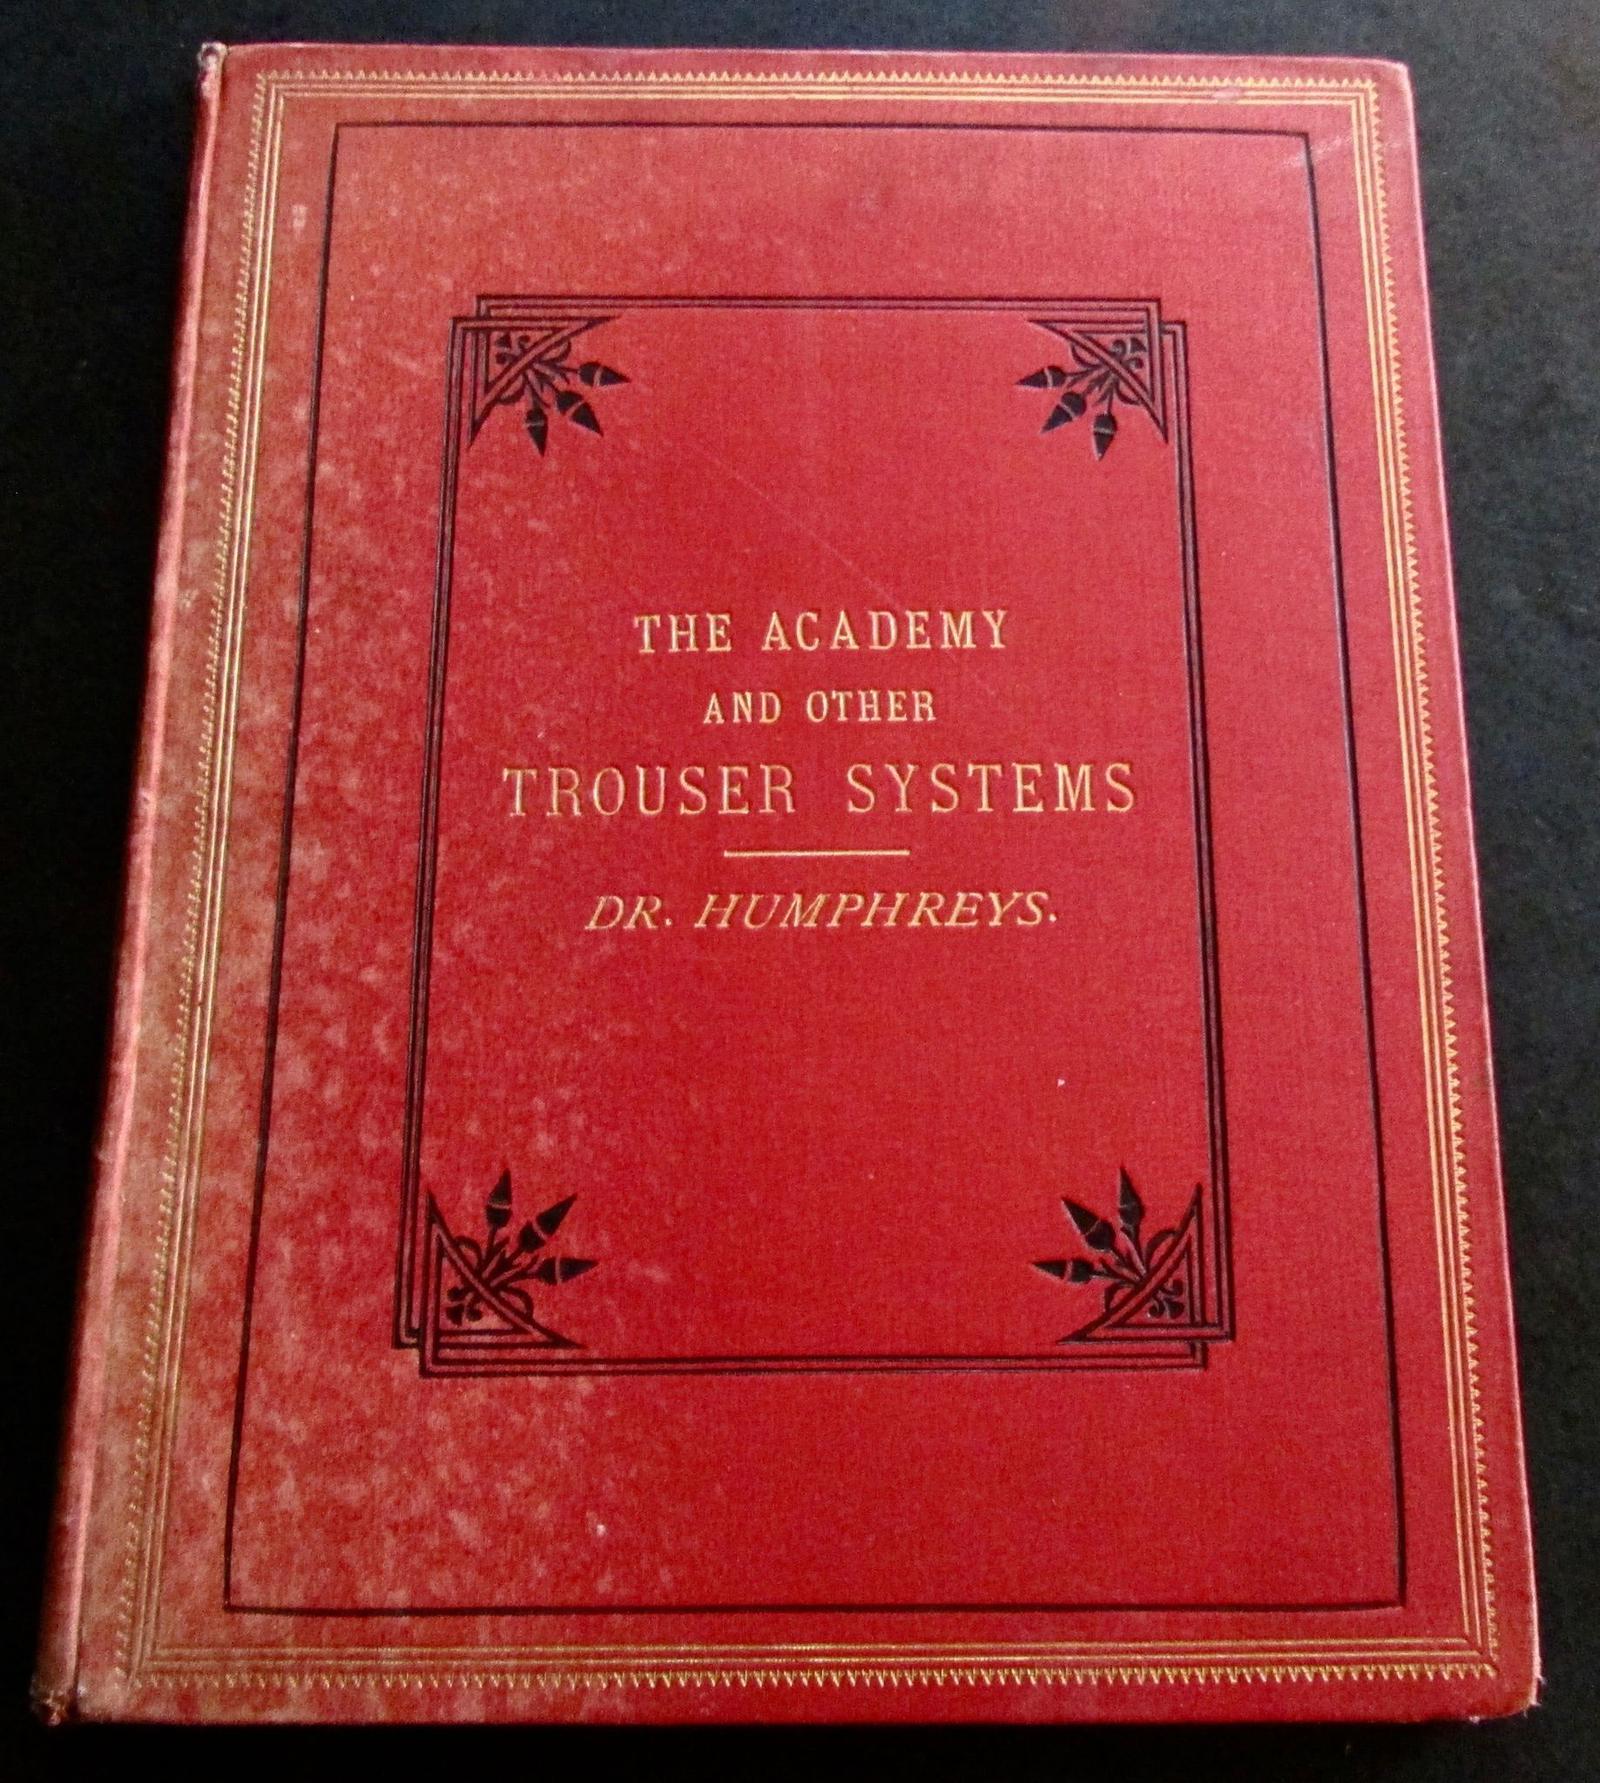 THE ACADEMY
AND OTHER
TROUSER SYSTEMS
DR. HUMPHREYS.